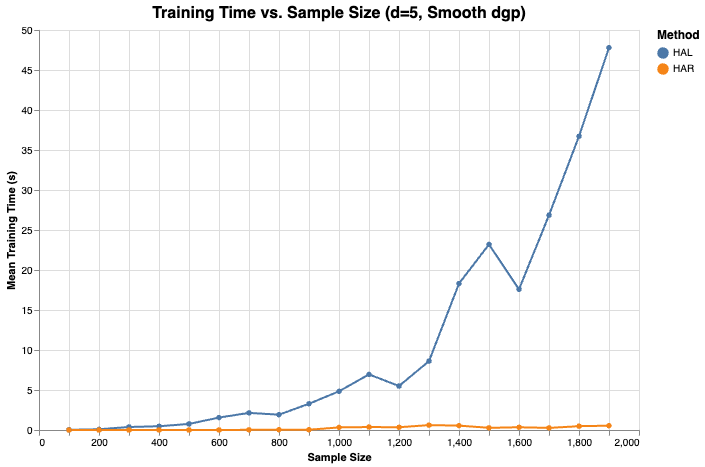 Training Time vs. Sample Size (d=5, Smooth dgp)
Method
HAL
HAR
Mean Training Time (s)
50
45
40
35
30
25
20
15
10
5
0
0 200 400 600 800 1,000 1,200 1,400 1,600 1,800 2,000
Sample Size